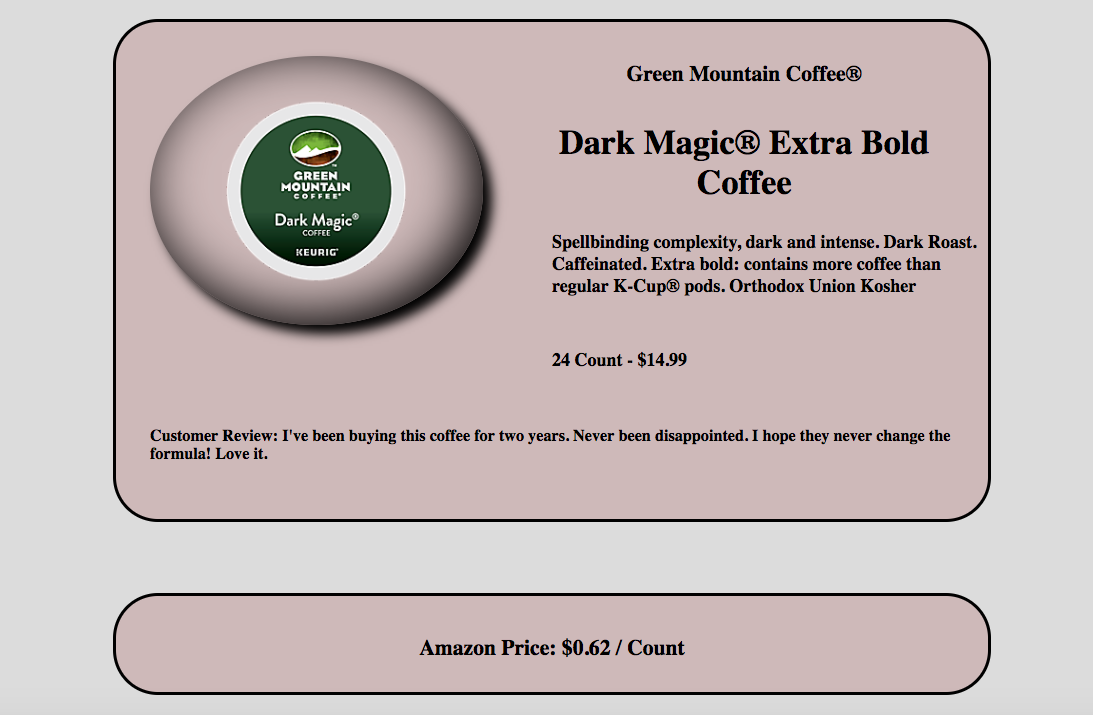 GREEN
MOUNTAIN
COFFEE®
Dark Magic®
COFFEE
KEURIG®
Green Mountain Coffee®
Dark Magic® Extra Bold
Coffee
Spellbinding complexity, dark and intense. Dark Roast.
Caffeinated. Extra bold: contains more coffee than
regular K-Cup® pods. Orthodox Union Kosher
24 Count - $14.99
Customer Review: I've been buying this coffee for two years. Never been disappointed. I hope they never change the
formula! Love it.
Amazon Price: $0.62 / Count